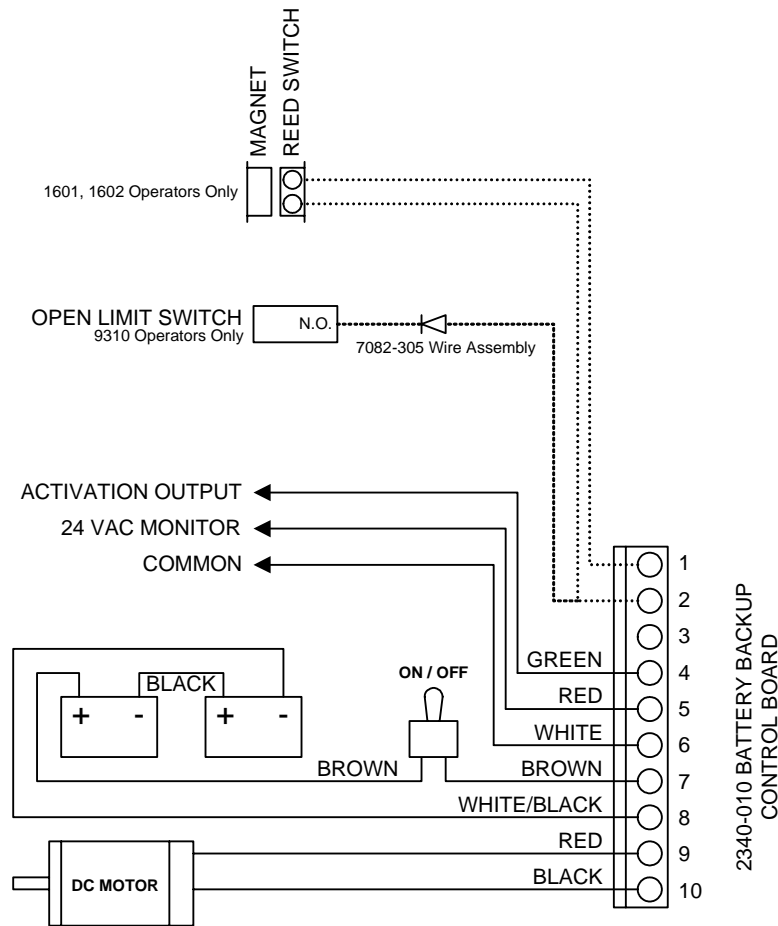 MAGNET
REED SWITCH
1601, 1602 Operators Only
OPEN LIMIT SWITCH
9310 Operators Only
N.O.
7082-305 Wire Assembly
ACTIVATION OUTPUT
24 VAC MONITOR
COMMON
1
2
3
GREEN
4
RED
5
WHITE
6
ON / OFF
BLACK
+ -
+ -
BROWN
BROWN
7
WHITE/BLACK
8
RED
9
BLACK
10
DC MOTOR
2340-010 BATTERY BACKUP
CONTROL BOARD